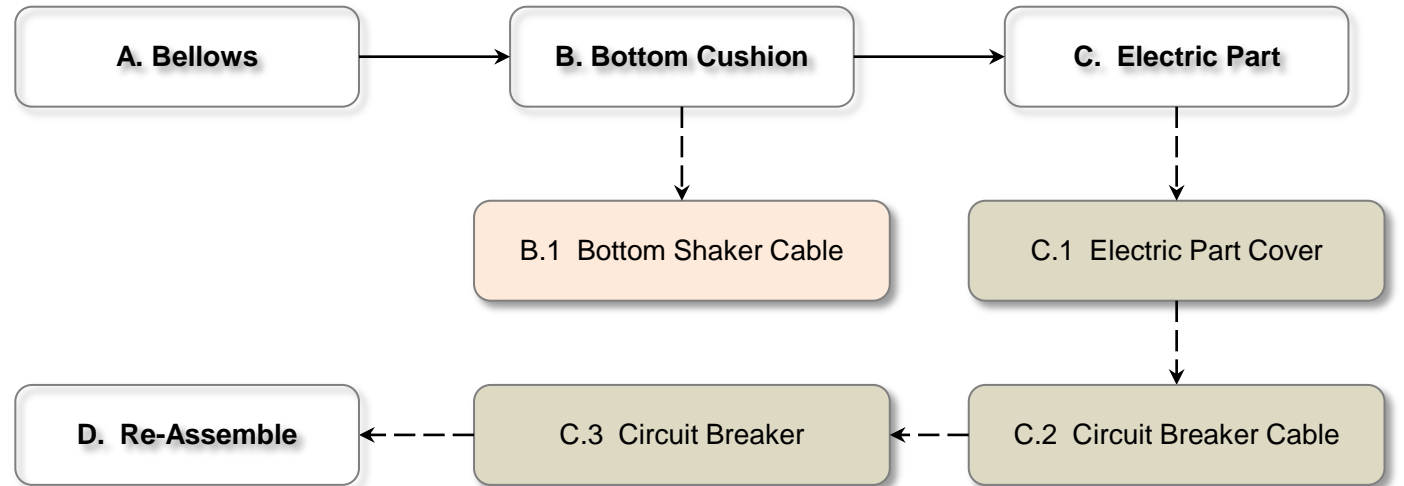 A. Bellows
B. Bottom Cushion
C. Electric Part
B.1 Bottom Shaker Cable
C.1 Electric Part Cover
D. Re-Assemble
C.3 Circuit Breaker
C.2 Circuit Breaker Cable